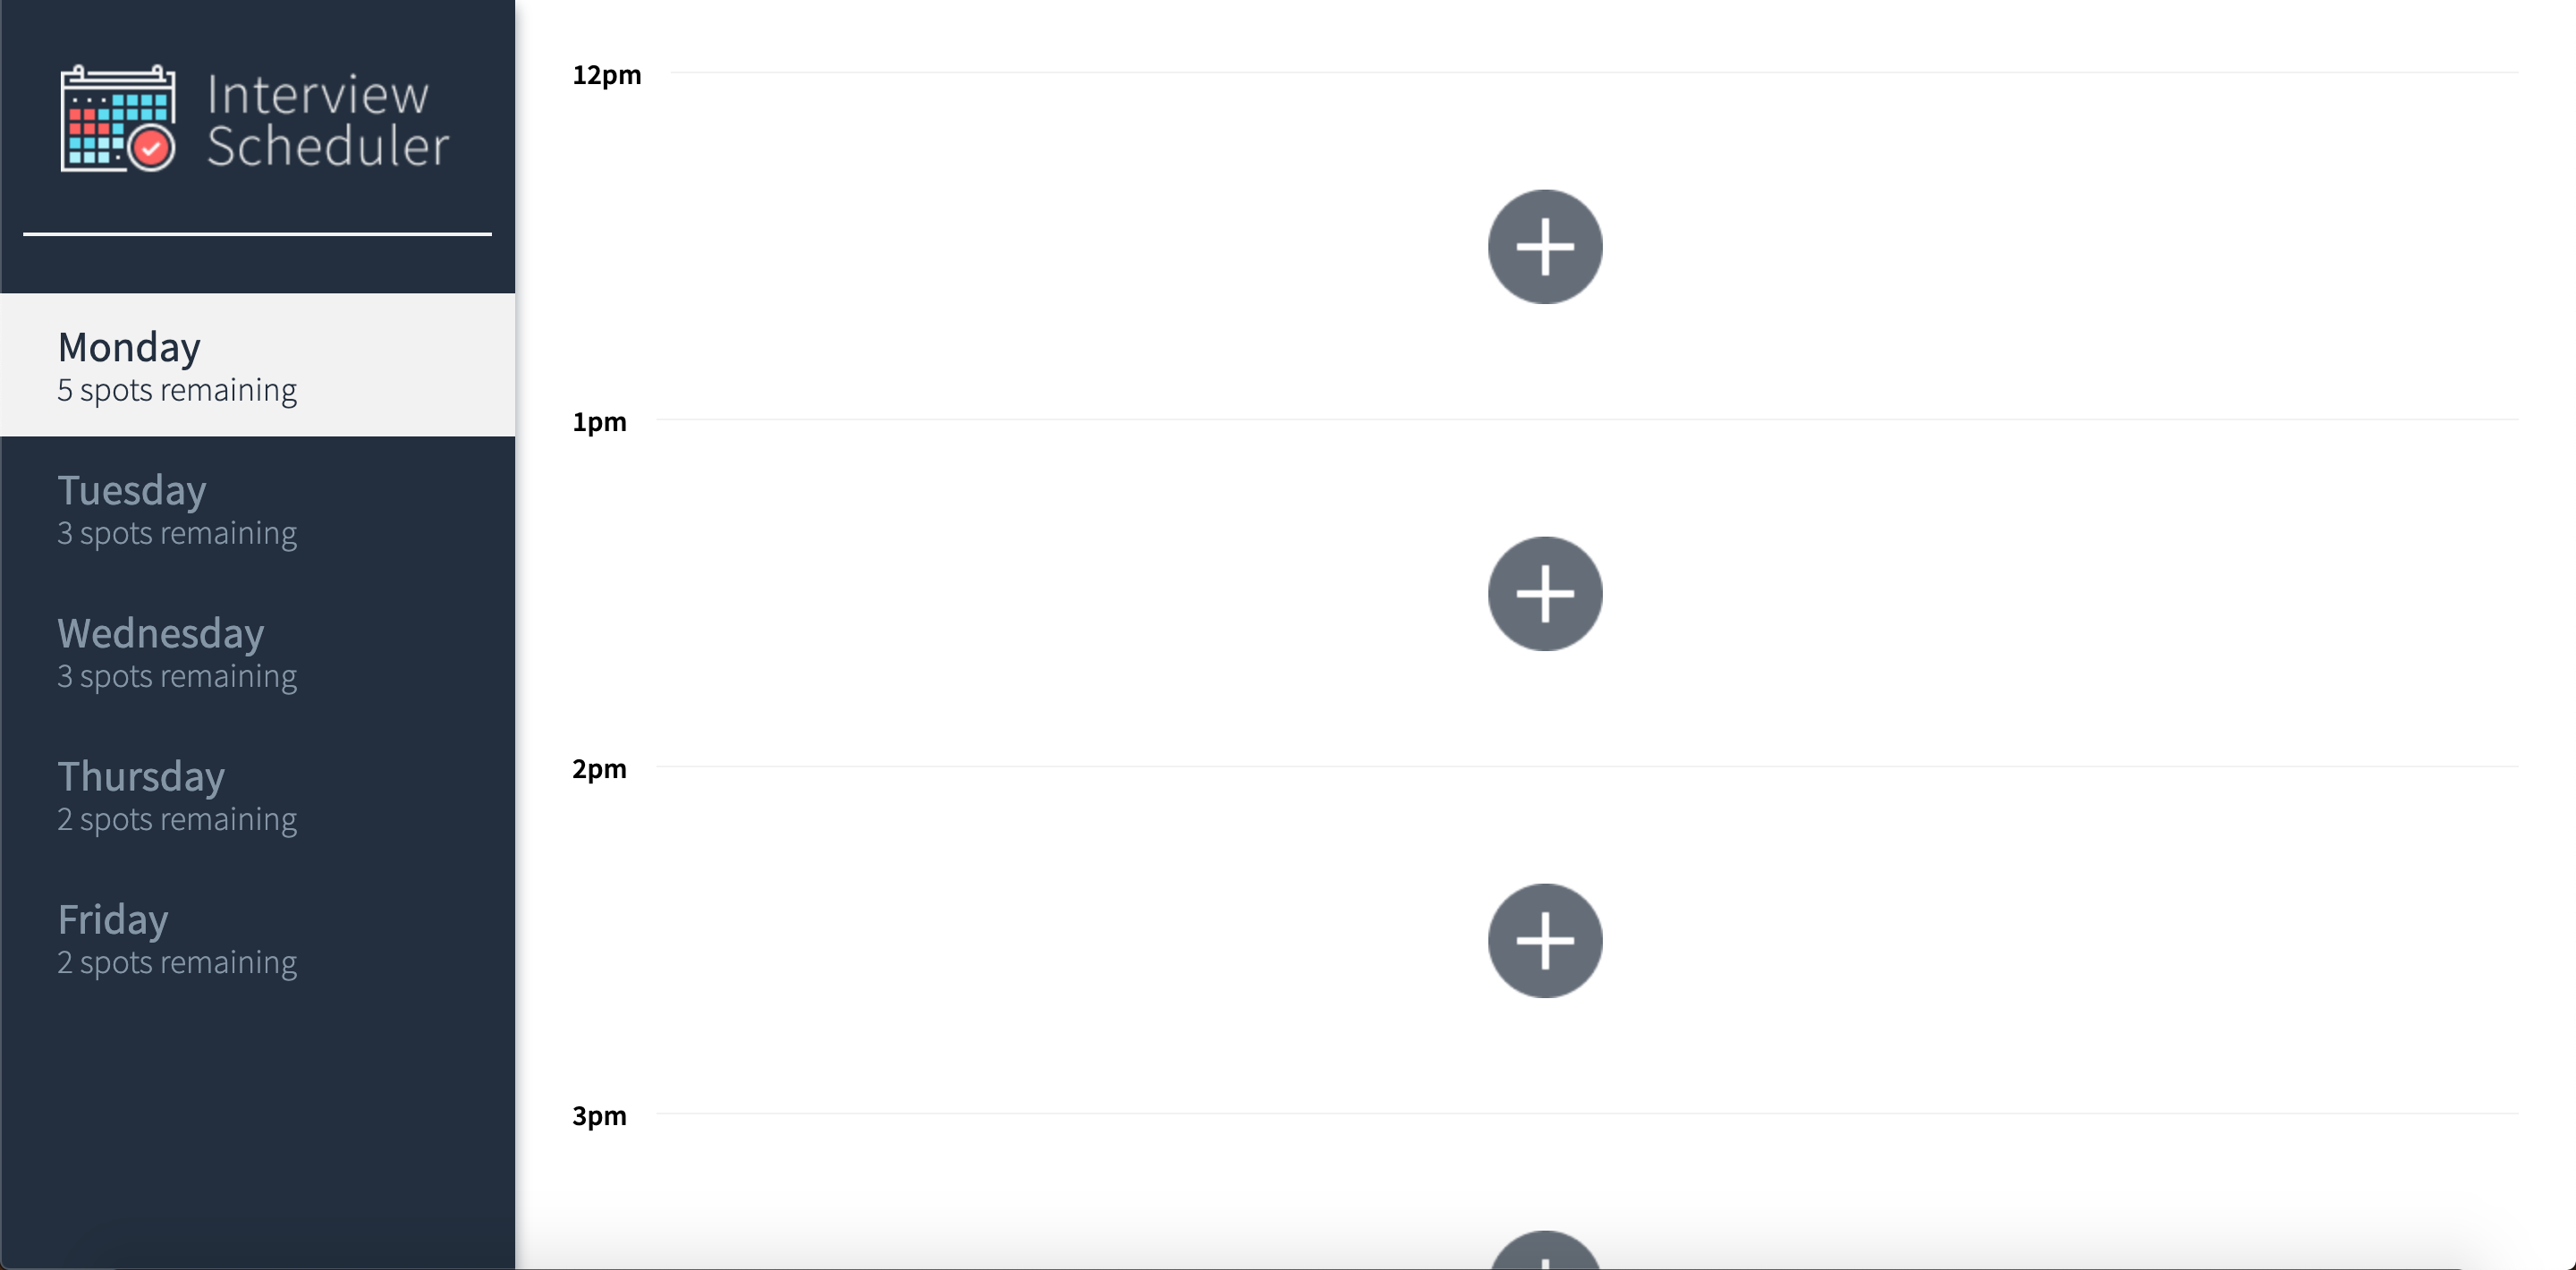 Interview
Scheduler
Monday
5 spots remaining
Tuesday
3 spots remaining
Wednesday
3 spots remaining
Thursday
2 spots remaining
Friday
2 spots remaining
12pm
1pm
2pm
3pm